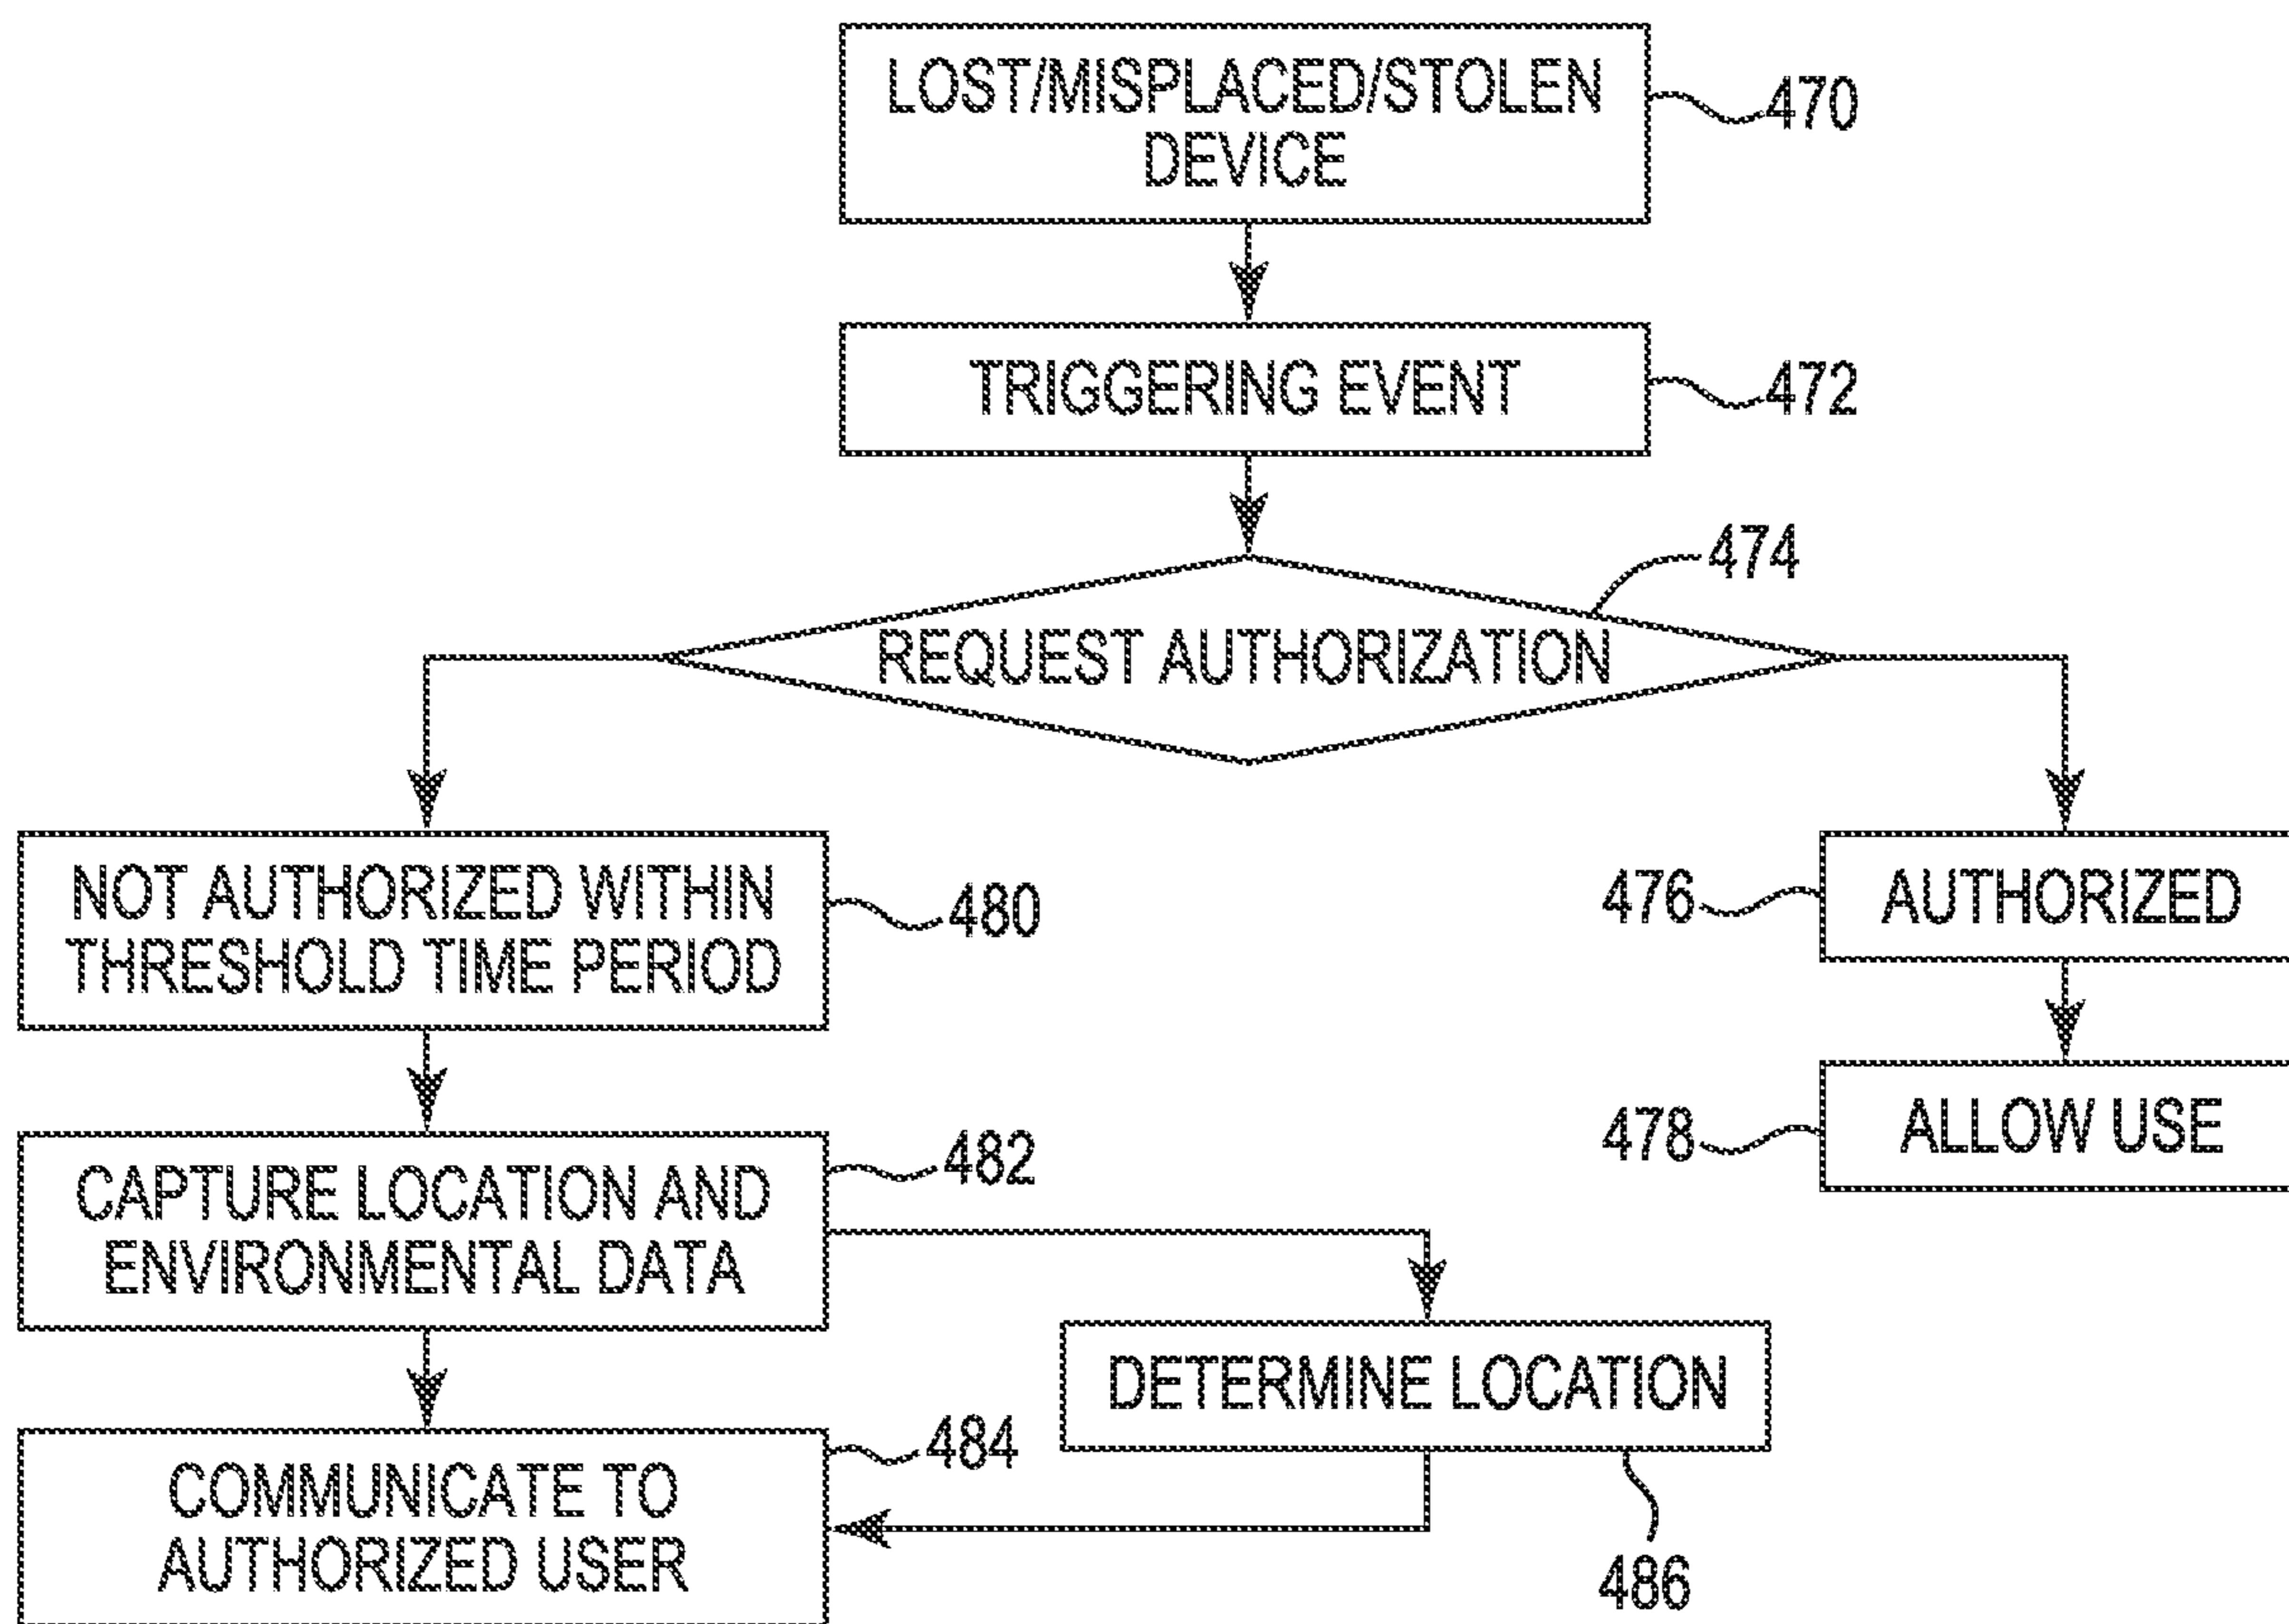 LOST/MISPLACED/STOLEN
DEVICE
470
TRIGGERING EVENT
472
474
REQUEST AUTHORIZATION
NOT AUTHORIZED WITHIN
THRESHOLD TIME PERIOD
480
476
AUTHORIZED
CAPTURE LOCATION AND
ENVIRONMENTAL DATA
482
478
ALLOW USE
DETERMINE LOCATION
484
COMMUNICATE TO
AUTHORIZED USER
486